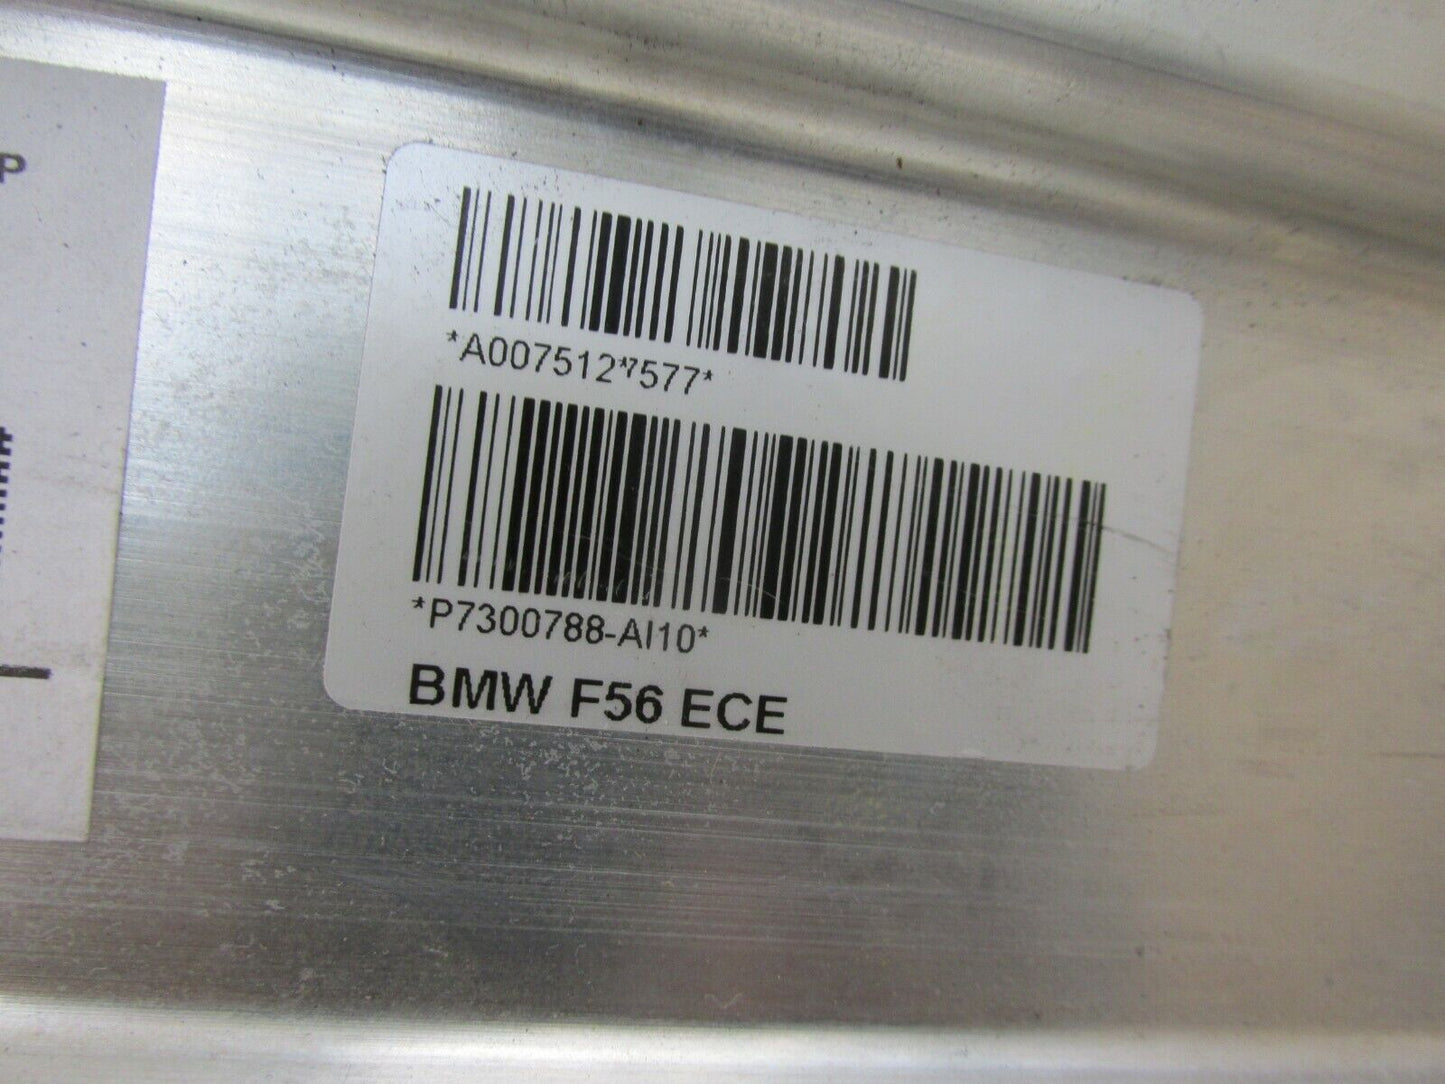 P
*A007512*7577*
*P7300788-AI10*
BMW F56 ECE